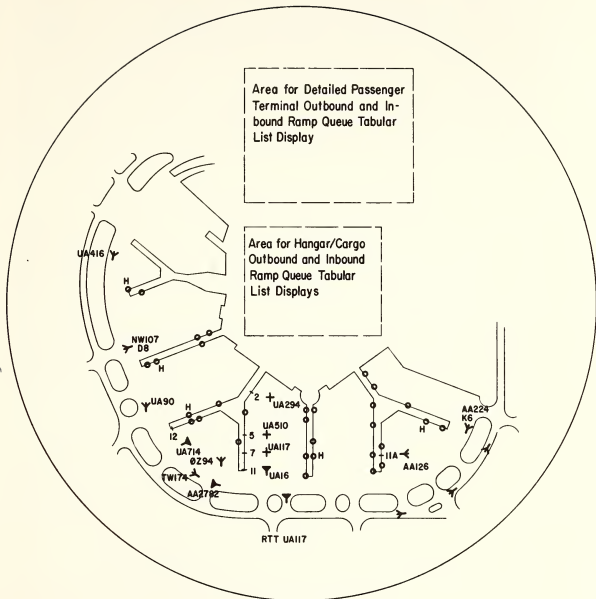 Area for Detailed Passenger
Terminal Outbound and In-
bound Ramp Queue Tabular
List Display
Area for Hangar/Cargo
Outbound and Inbound
Ramp Queue Tabular
List Displays
UA416
H
NW107
D8
H
UA90
H
12
2
UA294
UA510
5
UA117
7
UA714
ØZ94
11
UA16
TW174
AA2792
H
11A
AA126
H
AA224
K6
RTT UA117